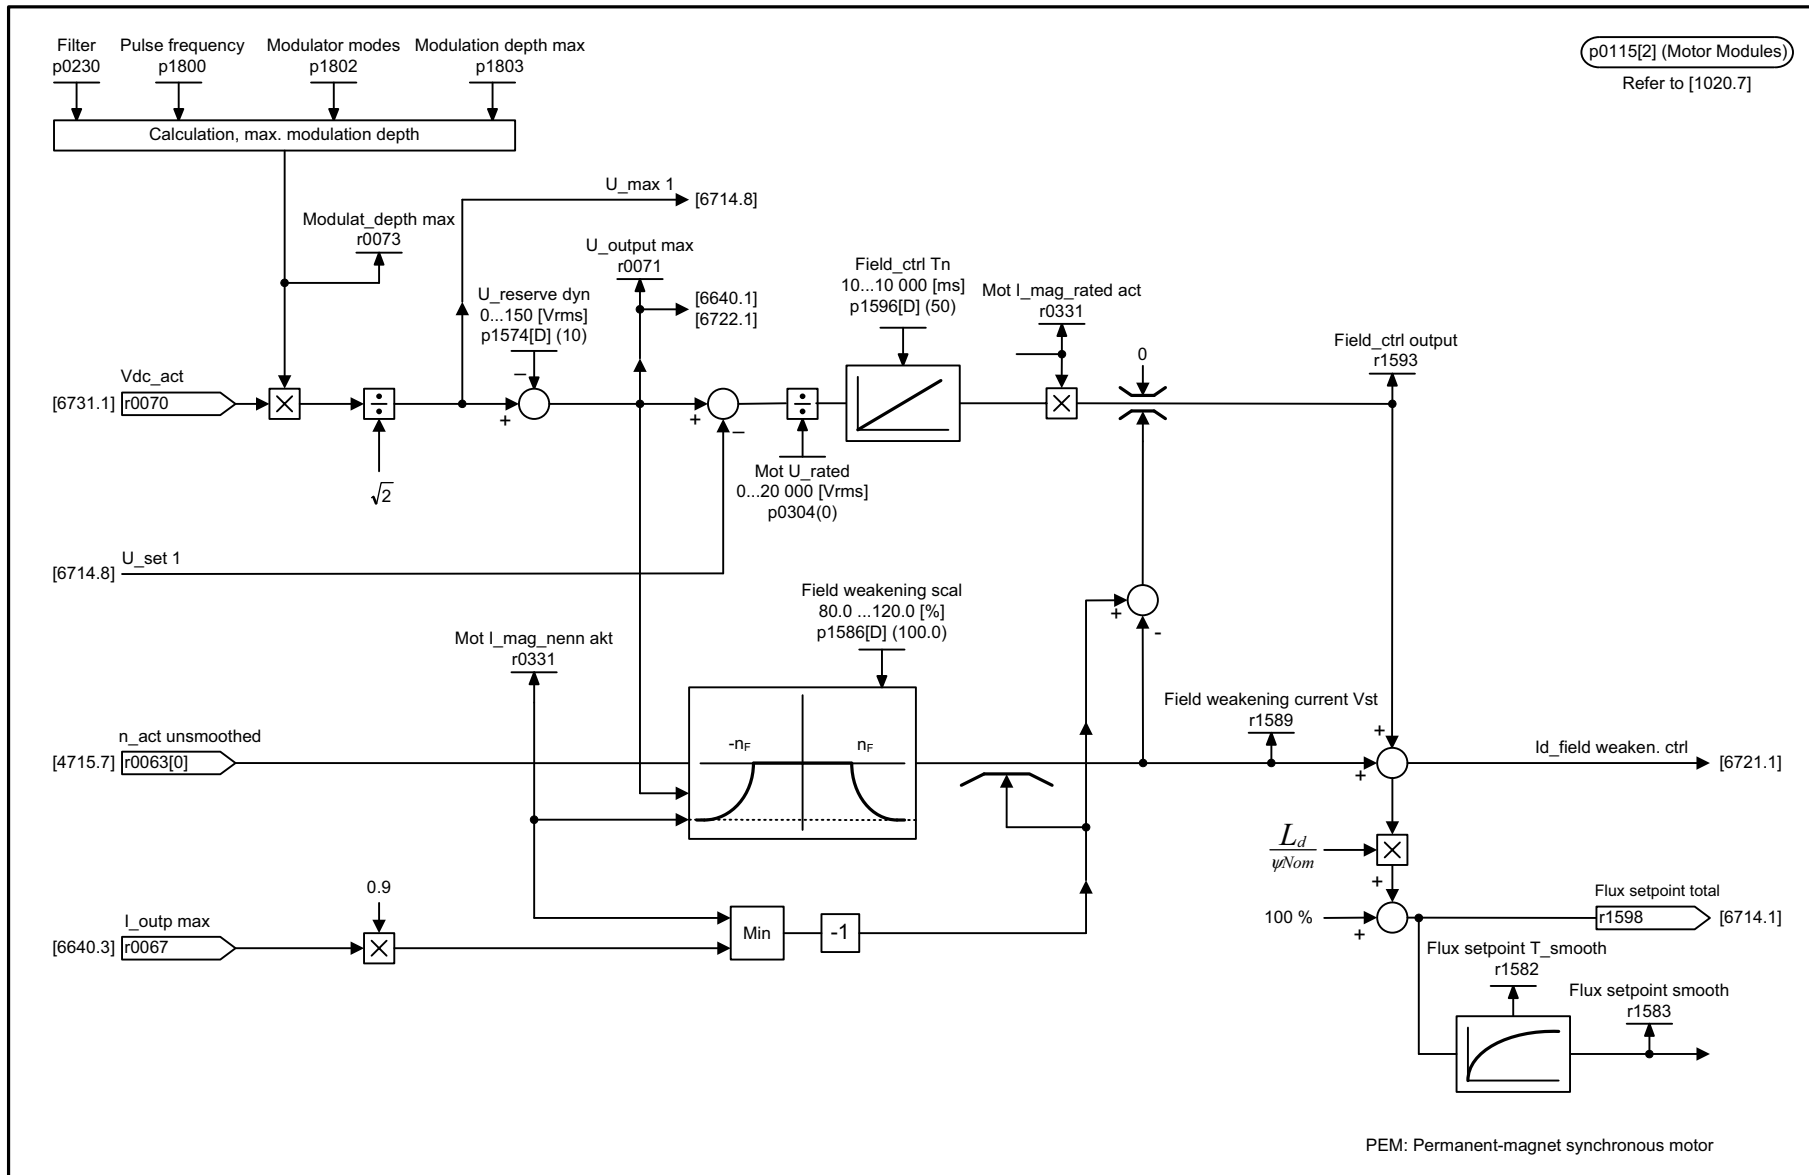 Filter
p0230
Pulse frequency
p1800
Modulator modes
p1802
Modulation depth max
p1803
p0115[2] (Motor Modules)
Refer to [1020.7]
Calculation, max. modulation depth
U_max 1
[6714.8]
Modulat_depth max
r0073
U_output max
r0071
[6640.1]
[6722.1]
U_reserve dyn
0...150 [Vrms]
p1574[D] (10)
Field_ctrl Tn
10...10 000 [ms]
p1596[D] (50)
Mot I_mag_rated act
r0331
0
Field_ctrl output
r1593
Vdc_act
[6731.1]
r0070
×
÷
+
–
+
–
÷
×
√2
Mot U_rated
0...20 000 [Vrms]
p0304(0)
U_set 1
[6714.8]
Field weakening scal
80.0 ...120.0 [%]
p1586[D] (100.0)
+
-
Mot I_mag_nenn akt
r0331
Field weakening current Vst
r1589
n_act unsmoothed
[4715.7]
r0063[0]
-nF
nF
+
+
Id_field weaken. ctrl
[6721.1]
Ld
ψNom
×
+
0.9
I_outp max
[6640.3]
r0067
×
Min
-1
100 %
+
Flux setpoint total
r1598
[6714.1]
Flux setpoint T_smooth
r1582
Flux setpoint smooth
r1583
PEM: Permanent-magnet synchronous motor